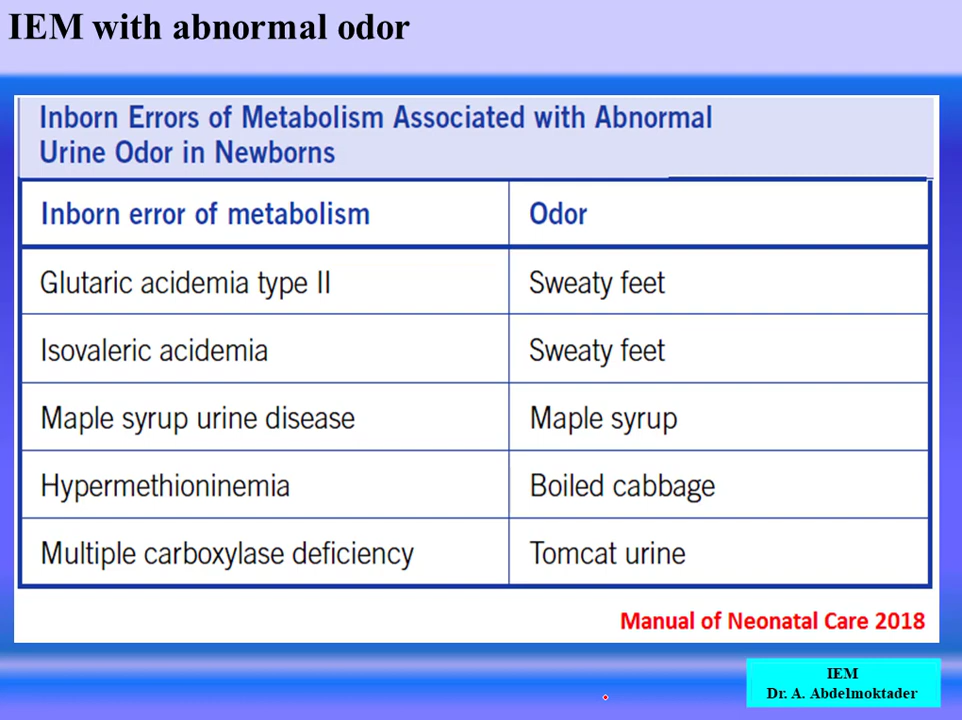 IEM with abnormal odor
Inborn Errors of Metabolism Associated with Abnormal
Urine Odor in Newborns
Inborn error of metabolism Odor
Glutaric acidemia type II Sweaty feet
Isovaleric acidemia Sweaty feet
Maple syrup urine disease Maple syrup
Hypermethioninemia Boiled cabbage
Multiple carboxylase deficiency Tomcat urine
Manual of Neonatal Care 2018
IEM
Dr. A. Abdelmoktader